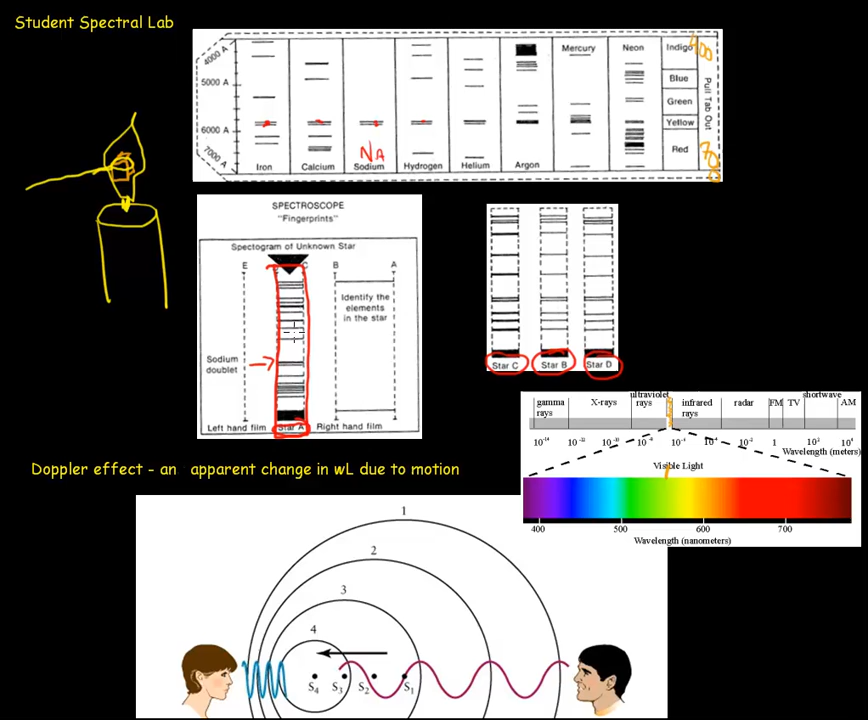 Student Spectral Lab
4000 A
5000 A
6000 A
7000 A
Iron
Calcium
Sodium
NA
Hydrogen
Helium
Argon
Mercury
Neon
Indigo
Blue
Green
Yellow
Red
400
700
Pull Tab Out
SPECTROSCOPE
"Fingerprints"
Spectogram of Unknown Star
E C B A
Identify the
elements
in the star
Sodium
doublet
Left hand film Star A Right hand film
Star C Star B Star D
ultraviolet shortwave
gamma X-rays rays infrared radar FM TV AM
rays rays
Wavelength (meters)
Visible Light
400 500 600 700
Wavelength (nanometers)
Doppler effect - an apparent change in wL due to motion
1
2
3
4
S4 S3 S2 S1